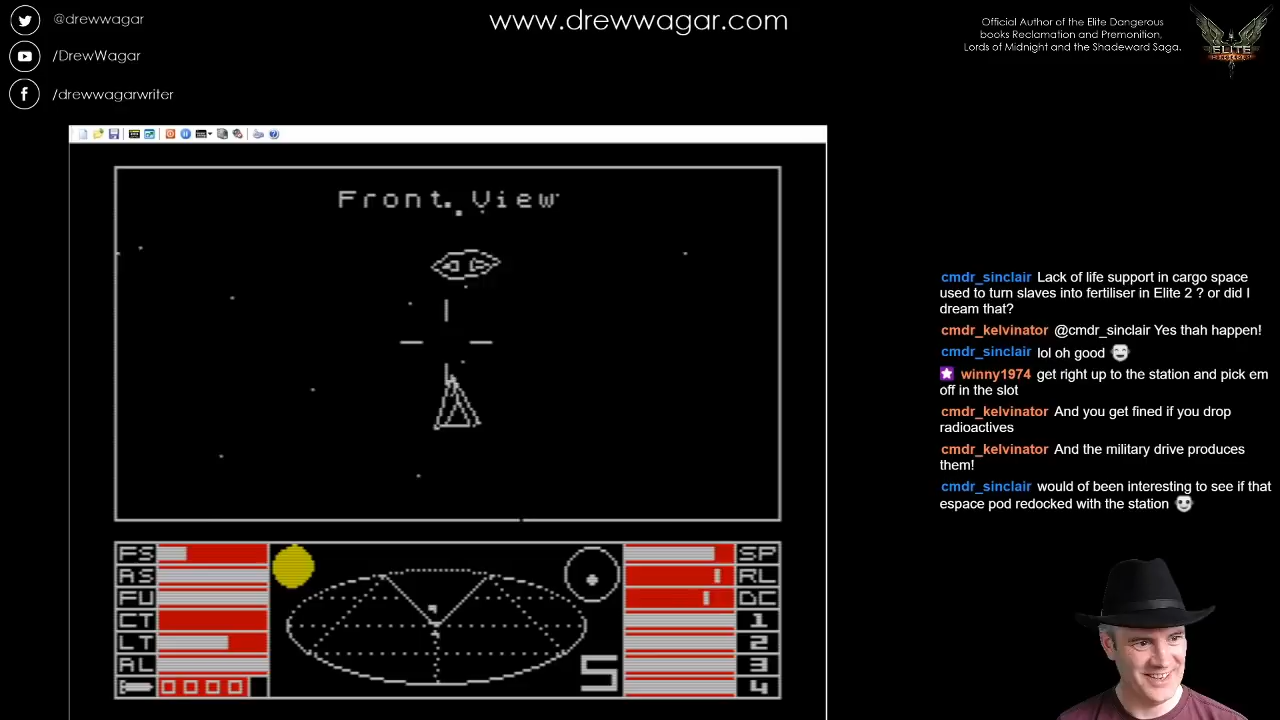 @drewwagar
/DrewWagar
/drewwagarwriter
www.drewwagar.com
Official Author of the Elite Dangerous
books Reclamation and Premonition,
Lords of Midnight and the Shadeward Saga.
ELITE
DANGEROUS
Front View
cmdr_sinclair Lack of life support in cargo space
used to turn slaves into fertiliser in Elite 2 ? or did I
dream that?
cmdr_kelvinator @cmdr_sinclair Yes thah happen!
cmdr_sinclair lol oh good
winny1974 get right up to the station and pick em
off in the slot
cmdr_kelvinator And you get fined if you drop
radioactives
cmdr_kelvinator And the military drive produces
them!
cmdr_sinclair would of been interesting to see if that
espace pod redocked with the station
FS
AS
FU
CT
LT
AL
S
SP
RL
DC
1
2
3
4